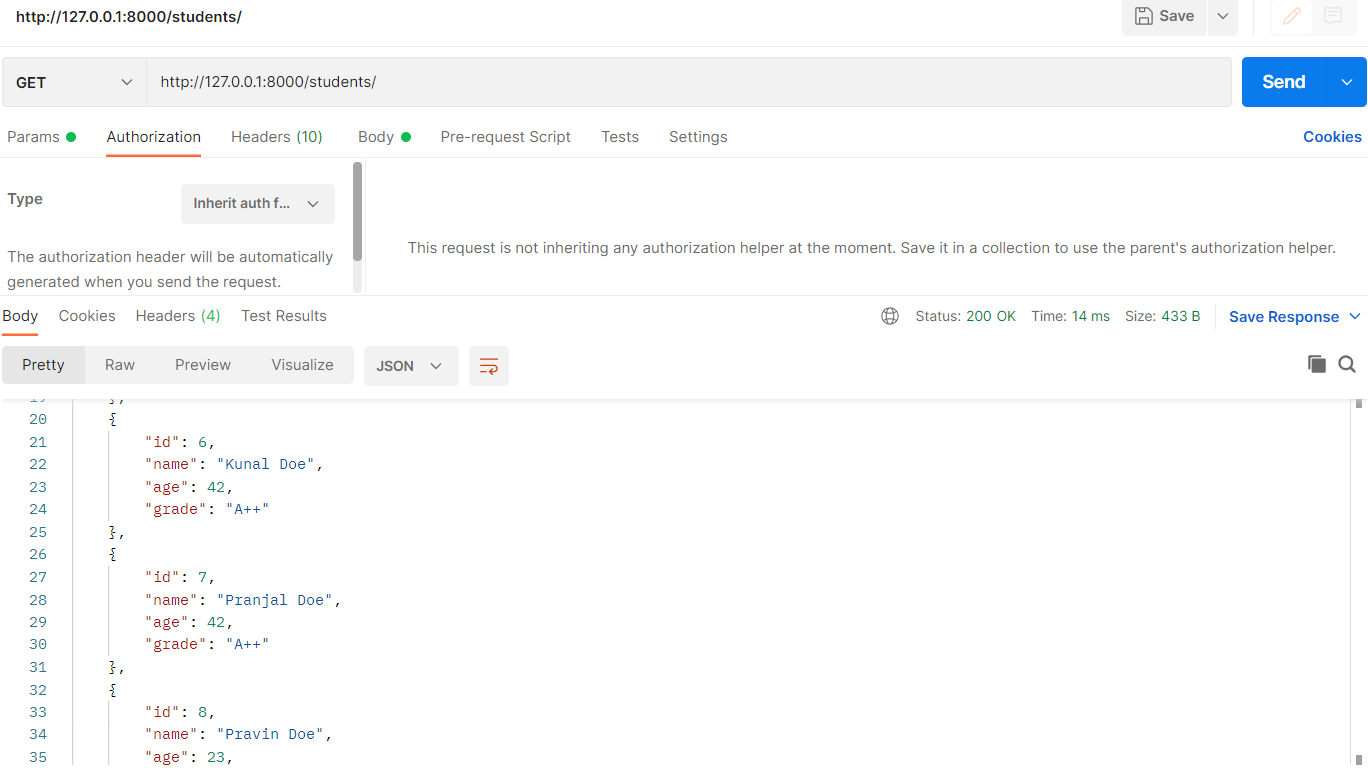 http://127.0.0.1:8000/students/
Save
GET
http://127.0.0.1:8000/students/
Send
Params
Authorization
Headers (10)
Body
Pre-request Script
Tests
Settings
Cookies
Type
Inherit auth f...
The authorization header will be automatically
generated when you send the request.
This request is not inheriting any authorization helper at the moment. Save it in a collection to use the parent's authorization helper.
Body
Cookies
Headers (4)
Test Results
Status: 200 OK
Time: 14 ms
Size: 433 B
Save Response
Pretty
Raw
Preview
Visualize
JSON
20 {
21 "id": 6,
22 "name": "Kunal Doe",
23 "age": 42,
24 "grade": "A++"
25 },
26 {
27 "id": 7,
28 "name": "Pranjal Doe",
29 "age": 42,
30 "grade": "A++"
31 },
32 {
33 "id": 8,
34 "name": "Pravin Doe",
35 "age": 23,